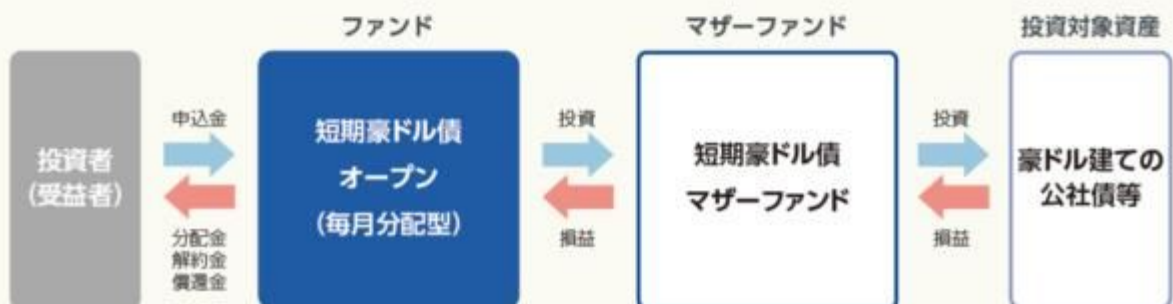 ファンド
マザーファンド
投資対象資産
投資者
(受益者)
申込金
分配金
解約金
償還金
短期豪ドル債
オープン
(毎月分配型)
投資
損益
短期豪ドル債
マザーファンド
投資
損益
豪ドル建ての
公社債等